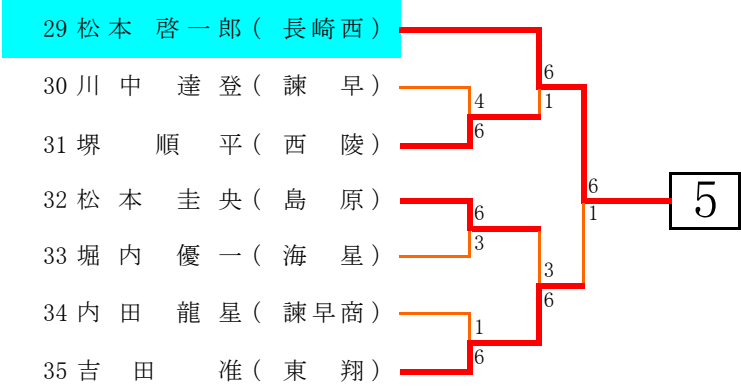 29 松本 啓一郎 ( 長崎西 )
6
30 川中 達登 ( 諫早 )
4
1
31 堺 順平 ( 西陵 )
6
6
5
32 松本 圭央 ( 島原 )
6
1
33 堀内 優一 ( 海星 )
3
3
34 内田 龍星 ( 諫早商 )
6
1
35 吉田 准 ( 東翔 )
6